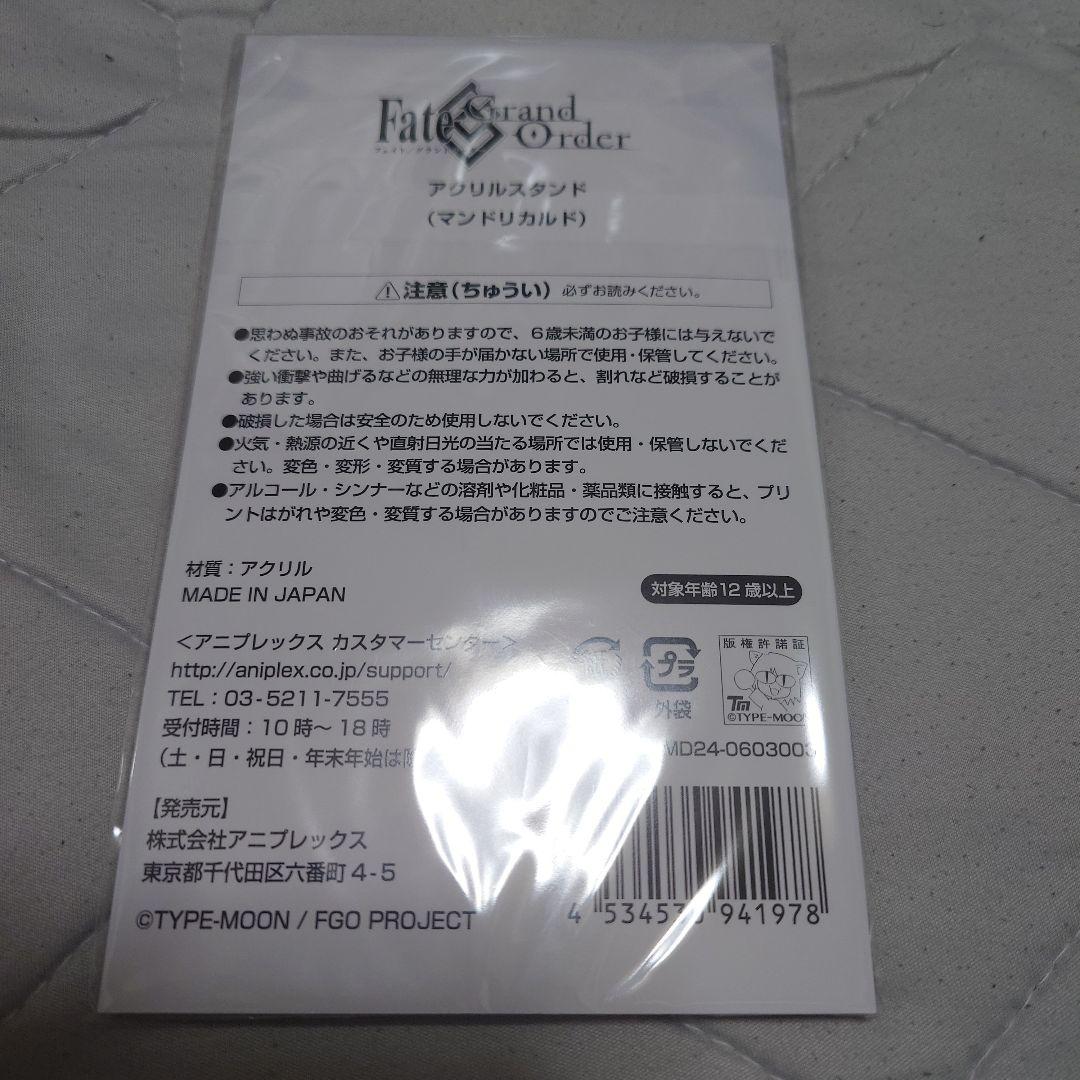 Fate Grand Order
アクリルスタンド
（マンドリカルド）
⚠注意（ちゅうい） 必ずお読みください。
●思わぬ事故のおそれがありますので、６歳未満のお子様には与えないで
ください。また、お子様の手が届かない場所で使用・保管してください。
●強い衝撃や曲げるなどの無理な力が加わると、割れなど破損することが
あります。
●破損した場合は安全のため使用しないでください。
●火気・熱源の近くや直射日光の当たる場所では使用・保管しないでくだ
さい。変色・変形・変質する場合があります。
●アルコール・シンナーなどの溶剤や化粧品・薬品類に接触すると、プリ
ントはがれや変色・変質する場合がありますのでご注意ください。
材質：アクリル
MADE IN JAPAN
対象年齢12歳以上
＜アニプレックス カスタマーセンター＞
http://aniplex.co.jp/support/
TEL：03-5211-7555
受付時間：10時～18時
（土・日・祝日・年末年始は
プラ
外袋
版権許諾証
TM
©TYPE-MOON
MD24-0603003
【発売元】
株式会社アニプレックス
東京都千代田区六番町4-5
©TYPE-MOON / FGO PROJECT
4 53453 941978